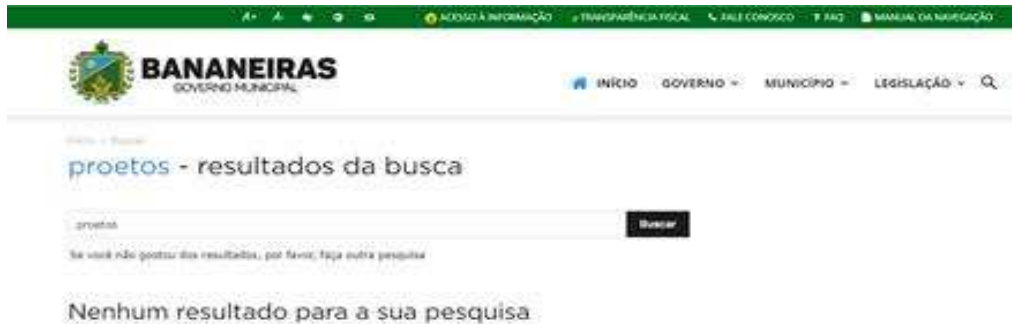 A+ A-
ACESSO À INFORMAÇÃO TRANSPARÊNCIA FISCAL FALE CONOSCO FAQ MANUAL DA NAVEGAÇÃO
BANANEIRAS
GOVERNO MUNICIPAL
INÍCIO GOVERNO MUNICÍPIO LEGISLAÇÃO
Início > Buscar
proetos - resultados da busca
proetos Buscar
Se você não gostou dos resultados, por favor, faça outra pesquisa
Nenhum resultado para a sua pesquisa